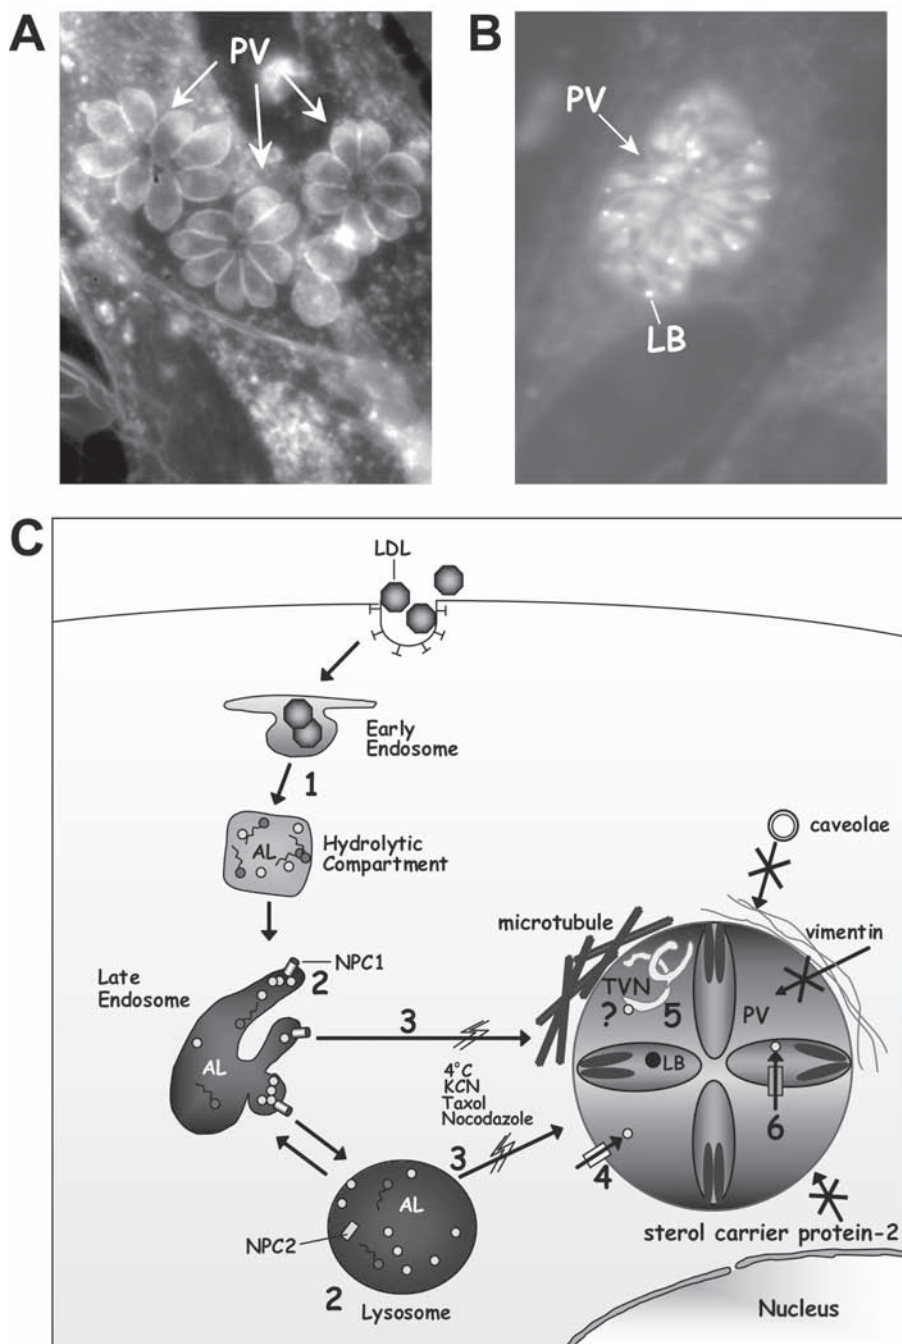 A
PV
B
PV
LB
C
LDL
Early
Endosome
1
AL
Hydrolytic
Compartment
caveolae
microtubule
vimentin
NPC1
Late
Endosome
2
TVN
?
5
PV
3
AL
LB
4°C
KCN
Taxol
Nocodazole
6
3
4
AL
NPC2
sterol carrier protein-2
2
Lysosome
Nucleus